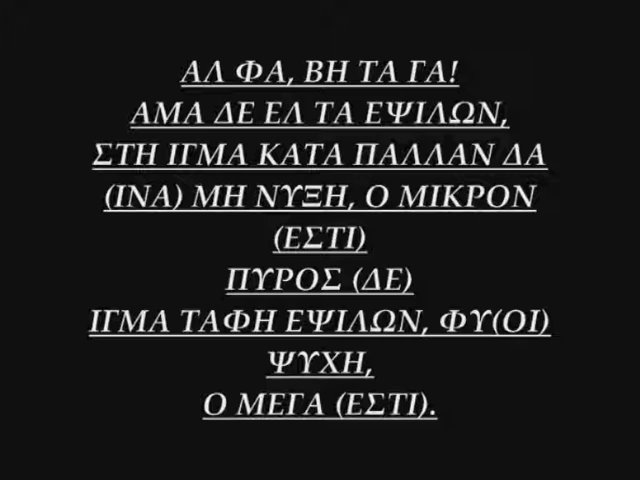 ΑΛ ΦΑ, ΒΗ ΤΑ ΓΑ!
ΑΜΑ ΔΕ ΕΛ ΤΑ ΕΨΙΛΩΝ,
ΣΤΗ ΙΓΜΑ ΚΑΤΑ ΠΑΛΛΑΝ ΔΑ
(ΙΝΑ) ΜΗ ΝΥΞΗ, Ο ΜΙΚΡΟΝ
(ΕΣΤΙ)
ΠΥΡΟΣ (ΔΕ)
ΙΓΜΑ ΤΑΦΗ ΕΨΙΛΩΝ, ΦΥ(ΟΙ)
ΨΥΧΗ,
Ο ΜΕΓΑ (ΕΣΤΙ).